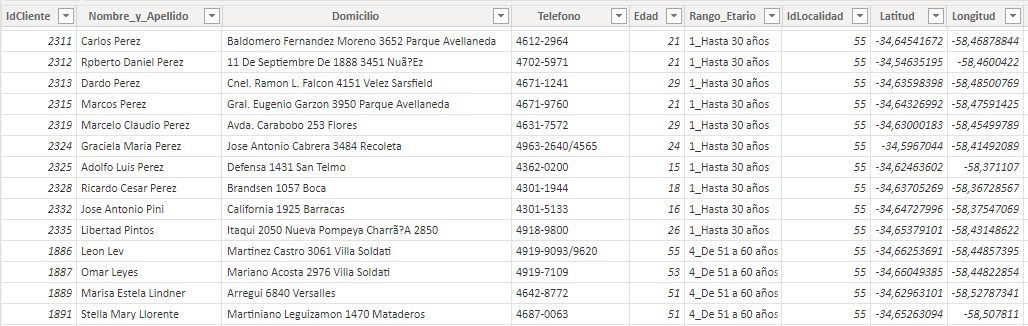 IdCliente Nombre_y_Apellido Domicilio Telefono Edad Rango_Etario IdLocalidad Latitud Longitud
2311 Carlos Perez Baldomero Fernandez Moreno 3652 Parque Avellaneda 4612-2964 21 1_Hasta 30 años 55 -34,64541672 -58,46878844
2312 Rpberto Daniel Perez 11 De Septiembre De 1888 3451 Nuã?Ez 4702-5971 21 1_Hasta 30 años 55 -34,54635195 -58,4600422
2313 Dardo Perez Cnel. Ramon L. Falcon 4151 Velez Sarsfield 4671-1241 29 1_Hasta 30 años 55 -34,63598398 -58,48500769
2315 Marcos Perez Gral. Eugenio Garzon 3950 Parque Avellaneda 4671-9760 21 1_Hasta 30 años 55 -34,64326992 -58,47591425
2319 Marcelo Claudio Perez Avda. Carabobo 253 Flores 4631-7572 29 1_Hasta 30 años 55 -34,63000183 -58,45499789
2324 Graciela Maria Perez Jose Antonio Cabrera 3484 Recoleta 4963-2640/4565 24 1_Hasta 30 años 55 -34,5967044 -58,41492089
2325 Adolfo Luis Perez Defensa 1431 San Telmo 4362-0200 15 1_Hasta 30 años 55 -34,62463602 -58,371107
2328 Ricardo Cesar Perez Brandsen 1057 Boca 4301-1944 18 1_Hasta 30 años 55 -34,63705269 -58,36728567
2332 Jose Antonio Pini California 1925 Barracas 4301-5133 16 1_Hasta 30 años 55 -34,64727996 -58,37547069
2335 Libertad Pintos Itaqui 2050 Nueva Pompeya Charrã?A 2850 4918-9800 26 1_Hasta 30 años 55 -34,65379101 -58,43148622
1886 Leon Lev Martinez Castro 3061 Villa Soldati 4919-9093/9620 55 4_De 51 a 60 años 55 -34,66253691 -58,44857395
1887 Omar Leyes Mariano Acosta 2976 Villa Soldati 4919-7109 53 4_De 51 a 60 años 55 -34,66049385 -58,44822854
1889 Marisa Estela Lindner Arregui 6840 Versalles 4642-8772 51 4_De 51 a 60 años 55 -34,62963101 -58,52787341
1891 Stella Mary Llorente Martiniano Leguizamon 1470 Mataderos 4687-0063 51 4_De 51 a 60 años 55 -34,65263094 -58,507811